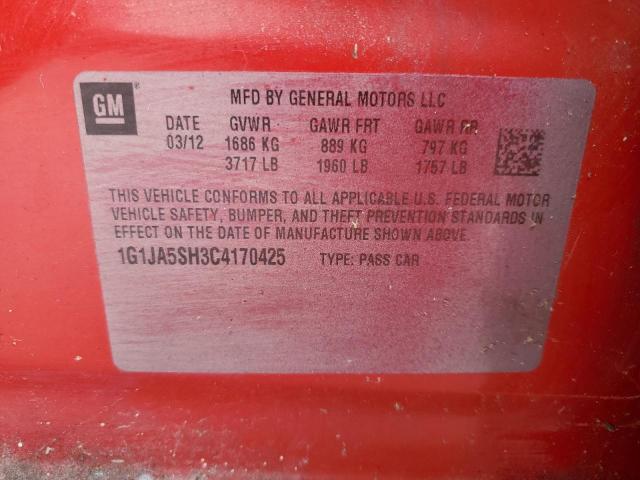 GM ®
MFD BY GENERAL MOTORS LLC
DATE GVWR GAWR FRT GAWR RR
03/12 1686 KG 889 KG 797 KG
3717 LB 1960 LB 1757 LB
THIS VEHICLE CONFORMS TO ALL APPLICABLE U.S. FEDERAL MOTOR
VEHICLE SAFETY, BUMPER, AND THEFT PREVENTION STANDARDS IN
EFFECT ON THE DATE OF MANUFACTURE SHOWN ABOVE.
1G1JA5SH3C4170425 TYPE: PASS CAR